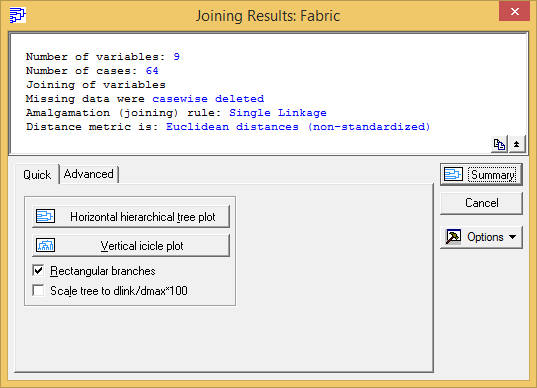 Joining Results: Fabric
Number of variables: 9
Number of cases: 64
Joining of variables
Missing data were casewise deleted
Amalgamation (joining) rule: Single Linkage
Distance metric is: Euclidean distances (non-standardized)
Quick
Advanced
Summary
Cancel
Options
Horizontal hierarchical tree plot
Vertical icicle plot
Rectangular branches
Scale tree to dlink/dmax*100